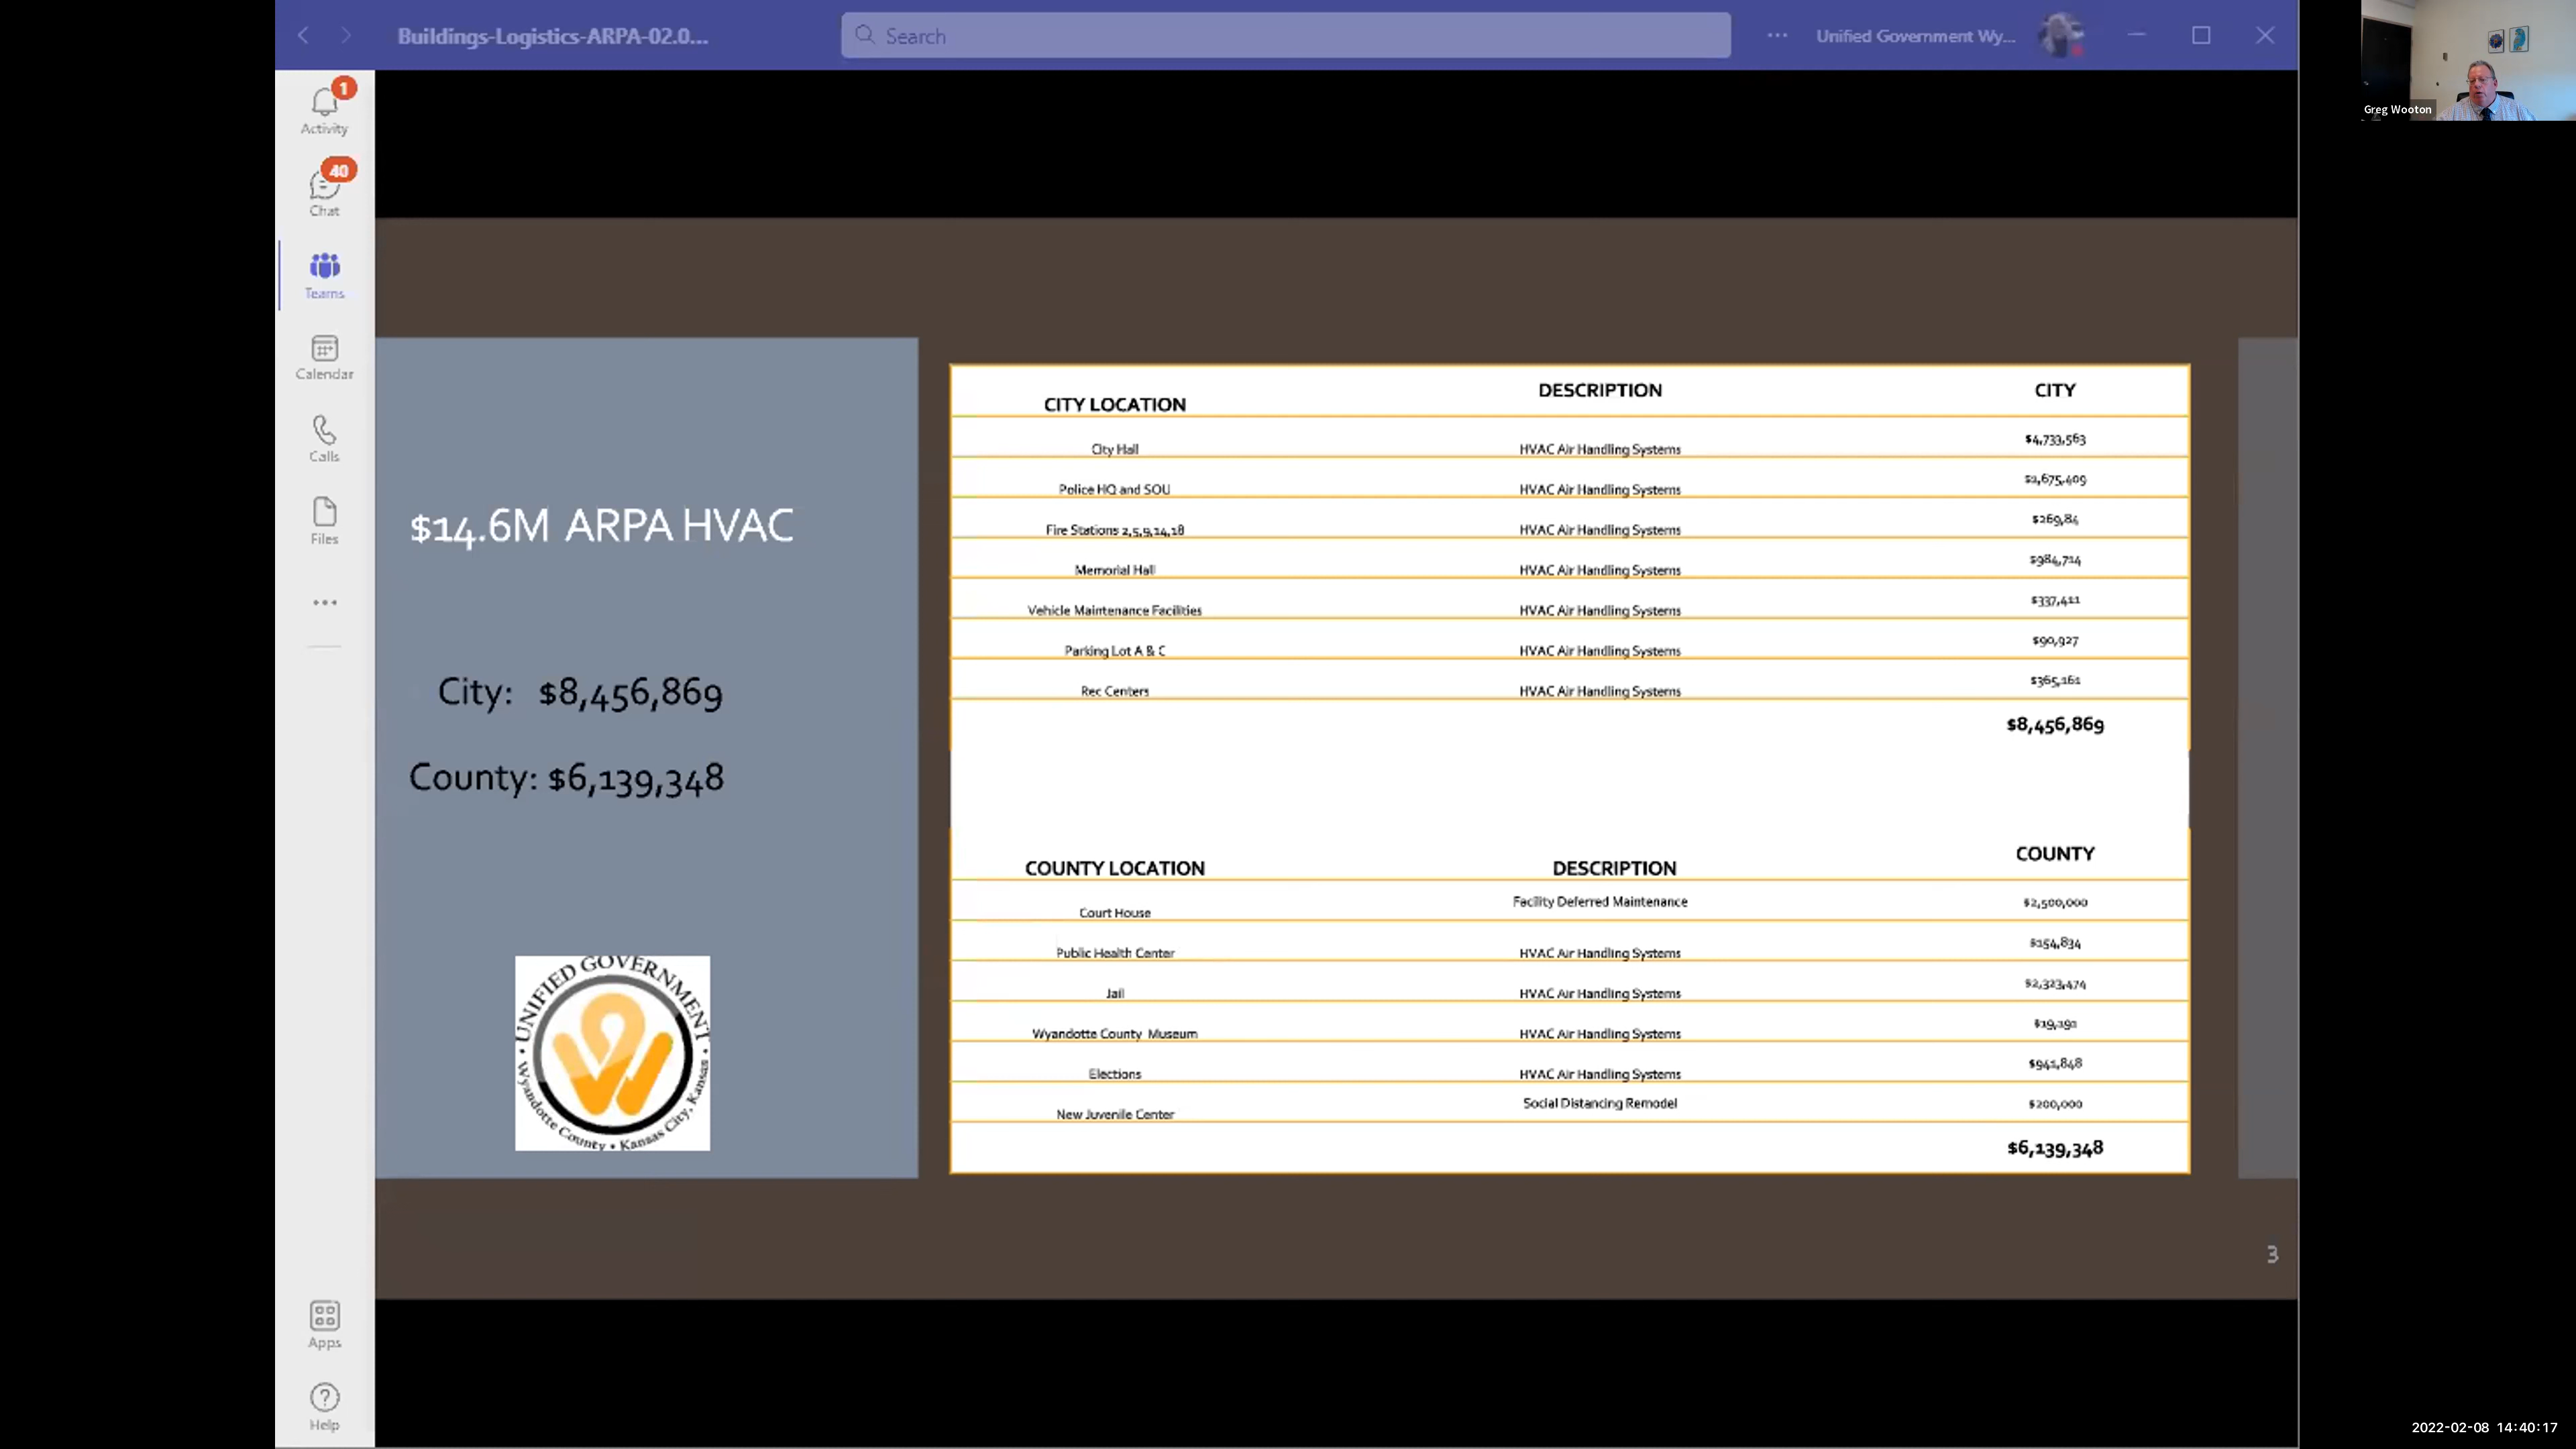 Buildings-Logistics-ARPA-02.0...
Search
Unified Government Wy...
Greg Wooton
1
Activity
40
Chat
Teams
Calendar
Calls
Files
Apps
Help
$14.6M ARPA HVAC
City: $8,456,869
County: $6,139,348
UNIFIED GOVERNMENT
Wyandotte County • Kansas City, Kansas
CITY LOCATION DESCRIPTION CITY
City Hall HVAC Air Handling Systems $4,733,563
Police HQ and SOU HVAC Air Handling Systems $1,675,409
Fire Stations 2,5,9,14,18 HVAC Air Handling Systems $269,84
Memorial Hall HVAC Air Handling Systems $984,714
Vehicle Maintenance Facilities HVAC Air Handling Systems $337,411
Parking Lot A & C HVAC Air Handling Systems $90,927
Rec Centers HVAC Air Handling Systems $365,161
$8,456,869
COUNTY LOCATION DESCRIPTION COUNTY
Court House Facility Deferred Maintenance $2,500,000
Public Health Center HVAC Air Handling Systems $154,834
Jail HVAC Air Handling Systems $2,323,474
Wyandotte County Museum HVAC Air Handling Systems $19,191
Elections HVAC Air Handling Systems $941,848
New Juvenile Center Social Distancing Remodel $200,000
$6,139,348
3
2022-02-08 14:40:17